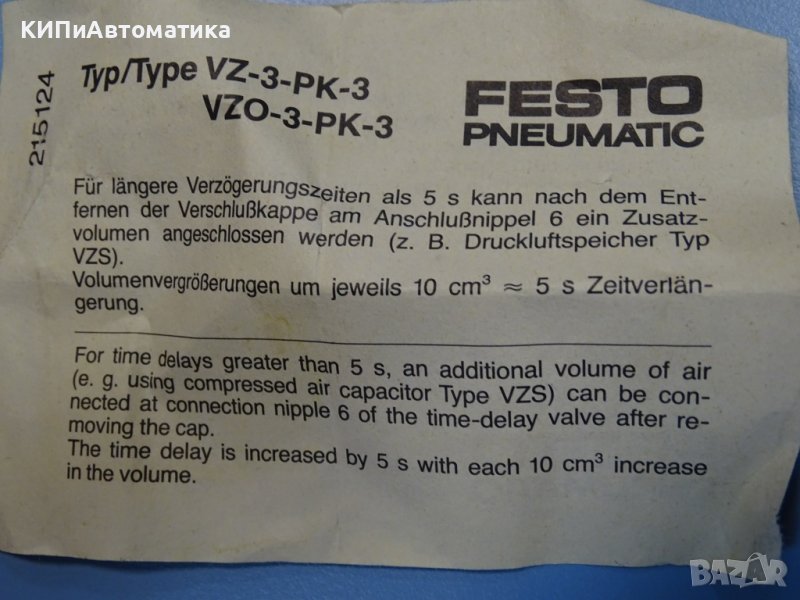 КИПиАвтоматика
215124
Typ/Type VZ-3-PK-3
VZO-3-PK-3
FESTO
PNEUMATIC
Für längere Verzögerungszeiten als 5 s kann nach dem Ent-
fernen der Verschlußkappe am Anschlußnippel 6 ein Zusatz-
volumen angeschlossen werden (z. B. Druckluftspeicher Typ
VZS).
Volumenvergrößerungen um jeweils 10 cm³ ≈ 5 s Zeitverlän-
gerung.
For time delays greater than 5 s, an additional volume of air
(e. g. using compressed air capacitor Type VZS) can be con-
nected at connection nipple 6 of the time-delay valve after re-
moving the cap.
The time delay is increased by 5 s with each 10 cm³ increase
in the volume.
BAZAR